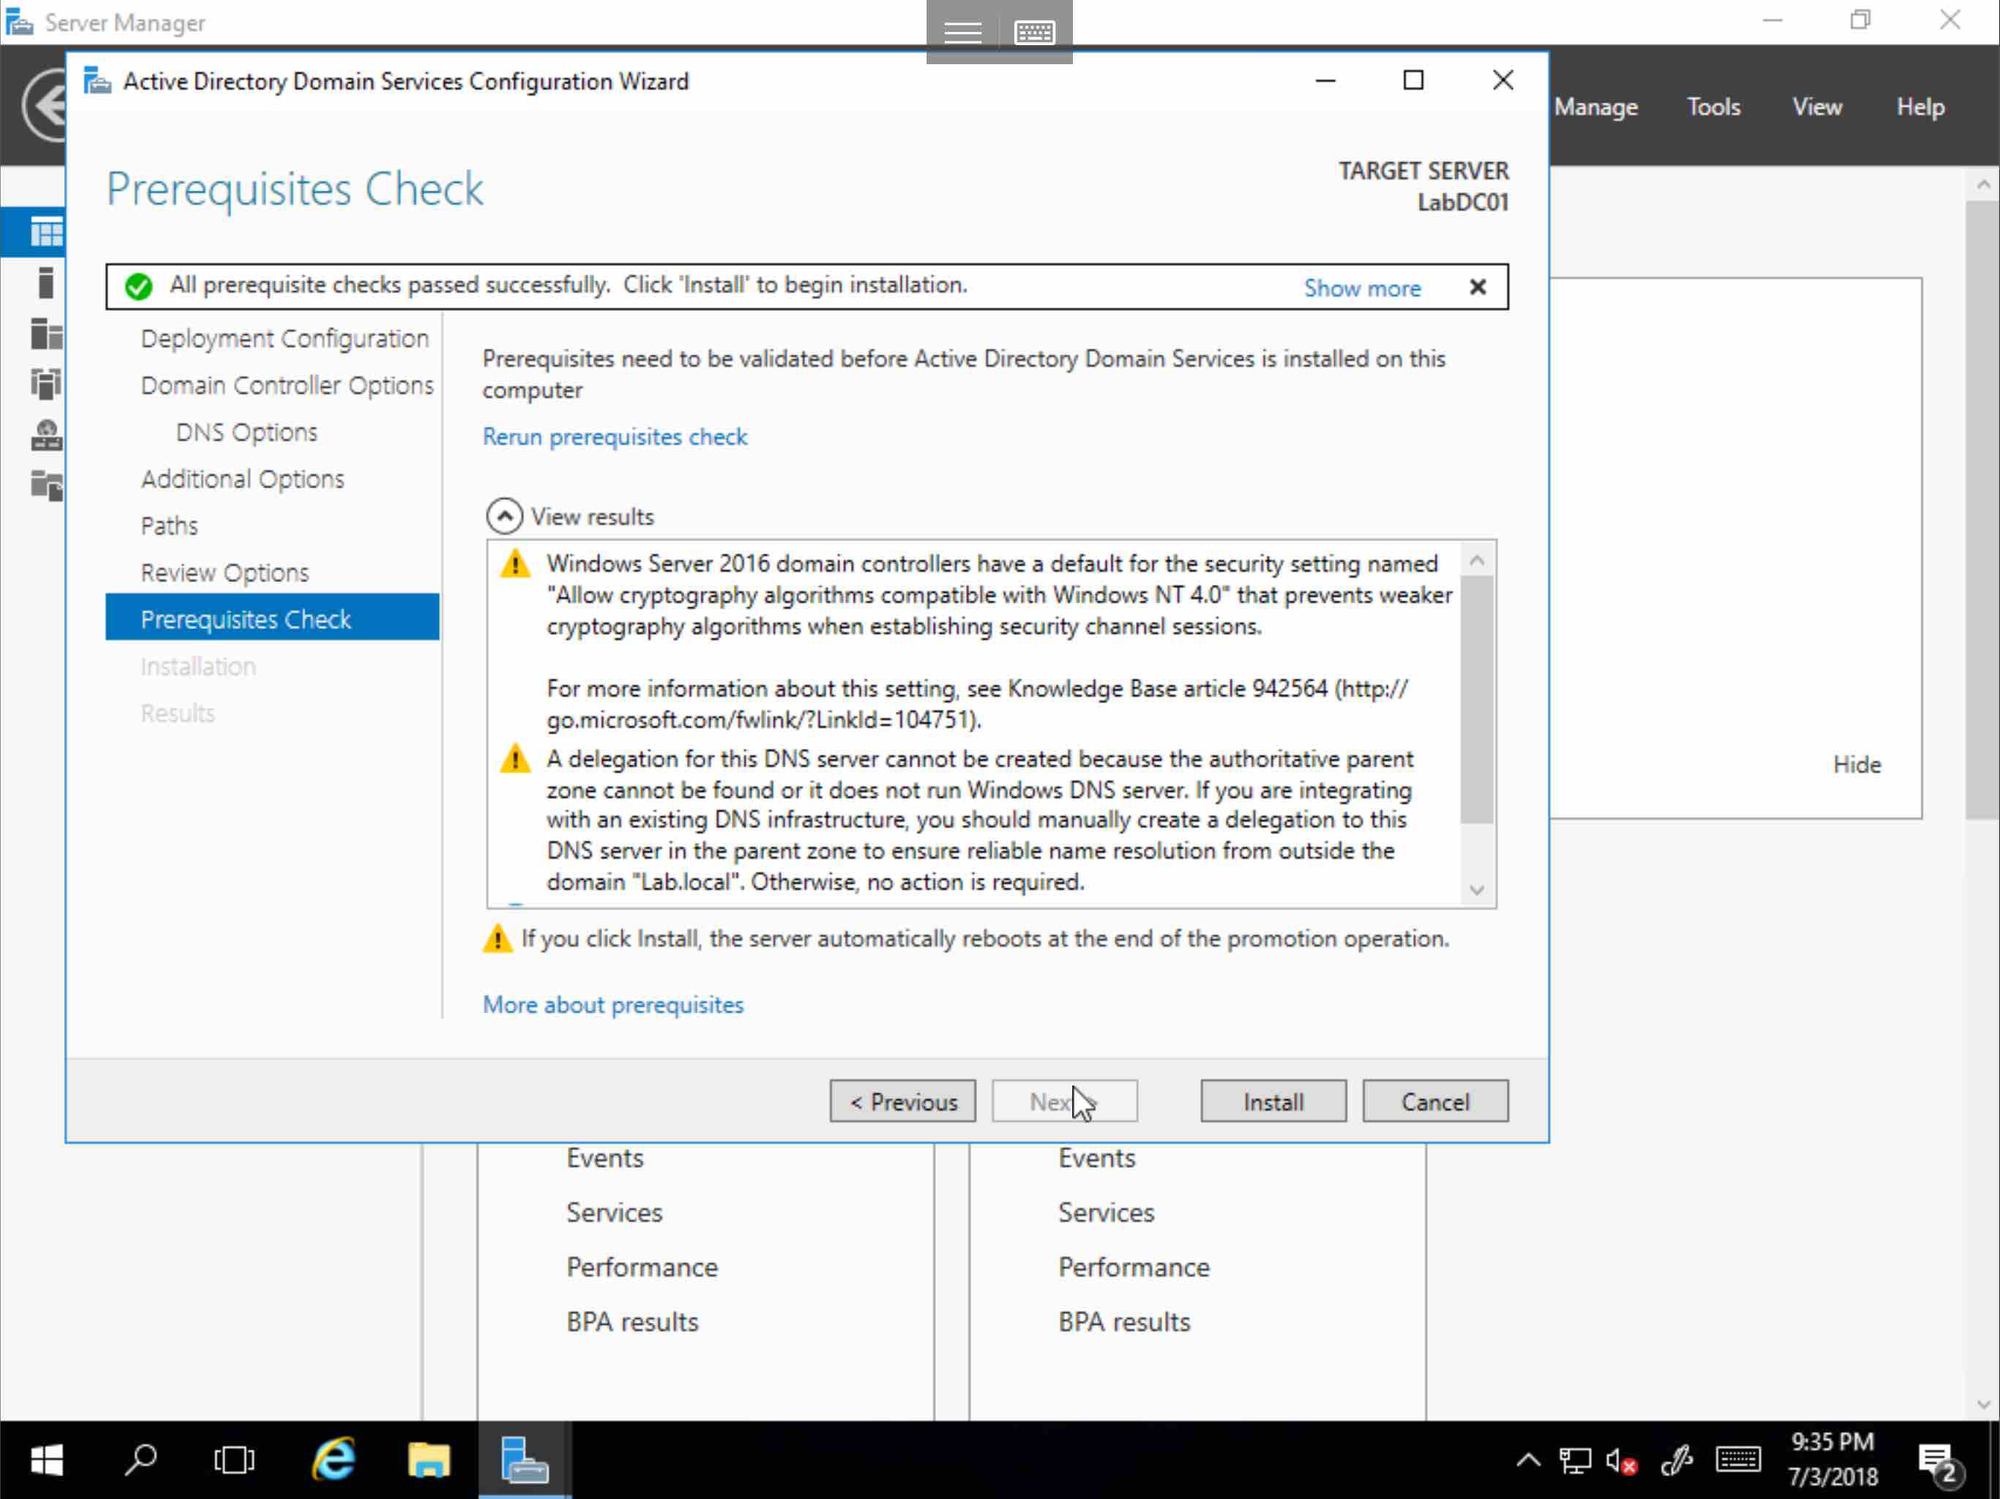 Server Manager
Active Directory Domain Services Configuration Wizard
Manage
Tools
View
Help
Prerequisites Check
TARGET SERVER
LabDC01
All prerequisite checks passed successfully.  Click 'Install' to begin installation.
Show more
Deployment Configuration
Domain Controller Options
DNS Options
Additional Options
Paths
Review Options
Prerequisites Check
Installation
Results
Prerequisites need to be validated before Active Directory Domain Services is installed on this
computer
Rerun prerequisites check
View results
Windows Server 2016 domain controllers have a default for the security setting named
"Allow cryptography algorithms compatible with Windows NT 4.0" that prevents weaker
cryptography algorithms when establishing security channel sessions.
For more information about this setting, see Knowledge Base article 942564 (http://
go.microsoft.com/fwlink/?LinkId=104751).
A delegation for this DNS server cannot be created because the authoritative parent
zone cannot be found or it does not run Windows DNS server. If you are integrating
with an existing DNS infrastructure, you should manually create a delegation to this
DNS server in the parent zone to ensure reliable name resolution from outside the
domain "Lab.local". Otherwise, no action is required.
If you click Install, the server automatically reboots at the end of the promotion operation.
More about prerequisites
Hide
< Previous
Install
Cancel
Events
Services
Performance
BPA results
Events
Services
Performance
BPA results
9:35 PM
7/3/2018
2